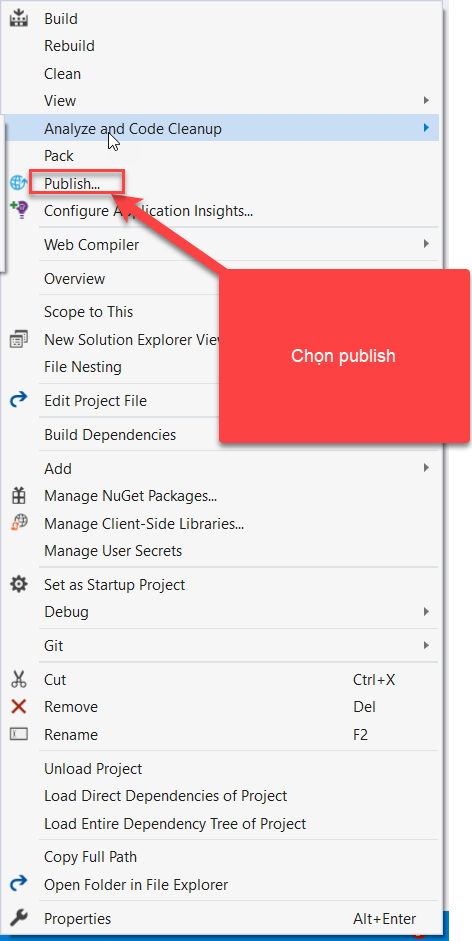 Build
Rebuild
Clean
View
Analyze and Code Cleanup
Pack
Publish...
Configure Application Insights...
Web Compiler
Overview
Scope to This
New Solution Explorer View
File Nesting
Chọn publish
Edit Project File
Build Dependencies
Add
Manage NuGet Packages...
Manage Client-Side Libraries...
Manage User Secrets
Set as Startup Project
Debug
Git
Cut Ctrl+X
Remove Del
Rename F2
Unload Project
Load Direct Dependencies of Project
Load Entire Dependency Tree of Project
Copy Full Path
Open Folder in File Explorer
Properties Alt+Enter